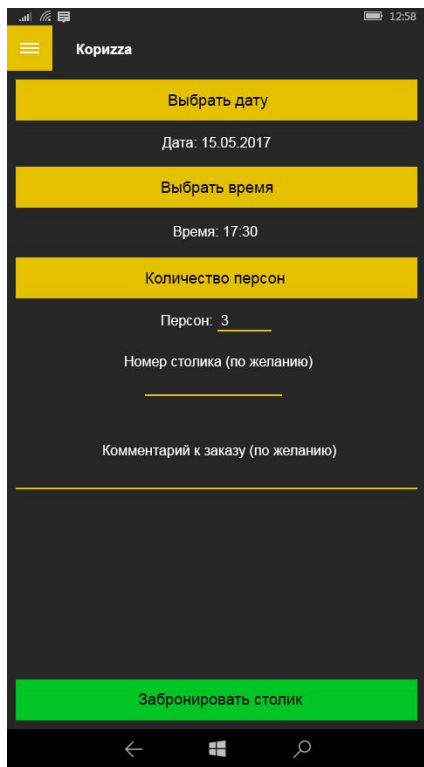 12:58
Кориzzа
Выбрать дату
Дата: 15.05.2017
Выбрать время
Время: 17:30
Количество персон
Персон: 3
Номер столика (по желанию)
Комментарий к заказу (по желанию)
Забронировать столик